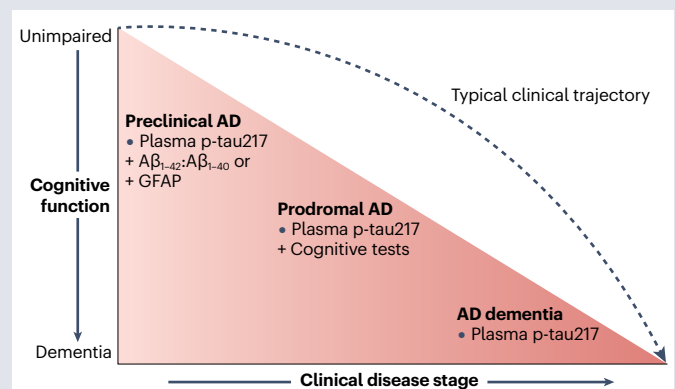 Unimpaired
Typical clinical trajectory
Preclinical AD
• Plasma p-tau217
+ Aβ₁₋₄₂:Aβ₁₋₄₀ or
+ GFAP
Cognitive
function
Prodromal AD
• Plasma p-tau217
+ Cognitive tests
AD dementia
• Plasma p-tau217
Dementia
Clinical disease stage